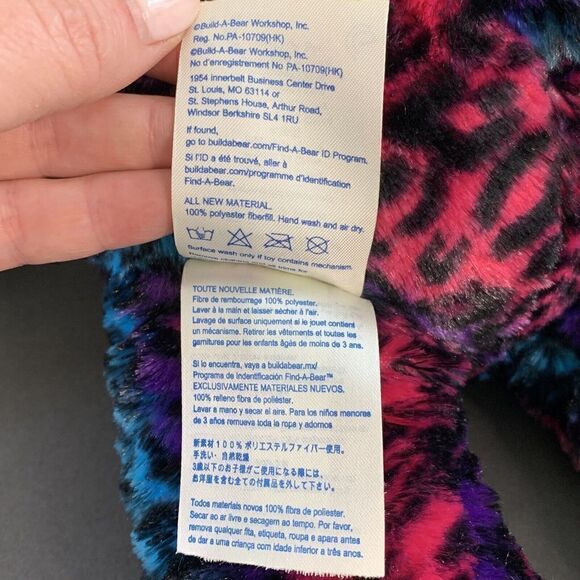 ©Build-A-Bear Workshop, Inc.
Reg. No.PA-10709(HK)
©Build-A-Bear Workshop, Inc.
No d'enregistrement No PA-10709(HK)
1954 innerbelt Business Center Drive
St. Louis, MO 63114 or/ou
St. Stephens House, Arthur Road,
Windsor Berkshire SL4 1RU
If found,
go to buildabear.com/Find-A-Bear ID Program.
Si l'ID a été trouvé, aller à
buildabear.com/programme d'identification
Find-A-Bear.
ALL NEW MATERIAL.
100% polyester fiberfill. Hand wash and air dry.
Surface wash only if toy contains mechanism.
TOUTE NOUVELLE MATIÈRE.
Fibre de rembourrage 100% polyester.
Laver à la main et laisser sécher à l'air.
Lavage de surface uniquement si le jouet contient
un mécanisme. Retirer les vêtements et toutes les
garnitures pour les enfants âgés de moins de 3 ans.
Si lo encuentra, vaya a buildabear.mx/
Programa de Indentificación Find-A-Bear™
EXCLUSIVAMENTE MATERIALES NUEVOS.
100% relleno fibra de poliéster.
Lavar a mano y secar al aire. Para los niños menores
de 3 años remueva toda la ropa y adornos
新素材100%ポリエステルファイバー使用。
手洗い・自然乾燥
3歳以下のお子様がご使用になる際には、
お洋服を含む全ての付属品を外して下さい。
Todos materiais novos 100% fibra de poliester.
Secar ao ar livre e secagem ao tempo. Por favor,
remova qualquer fita, etiqueta, roupa e apara antes
de dar a uma criança com idade inferior a três anos.